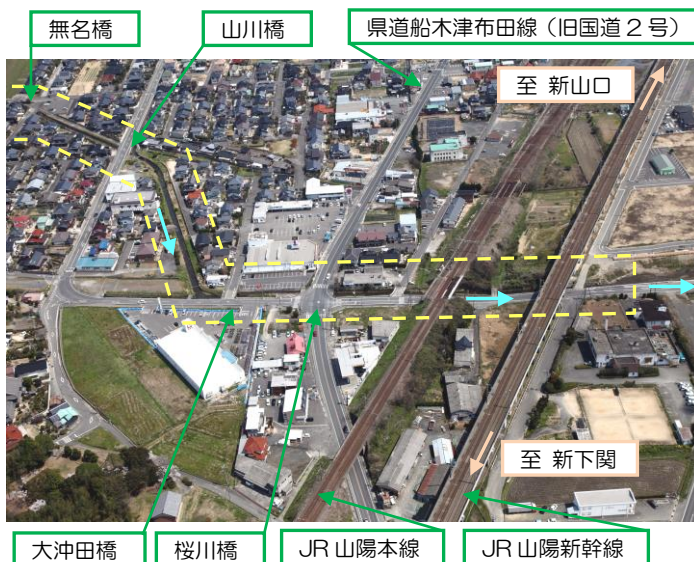 無名橋
山川橋
県道船木津布田線（旧国道２号）
至 新山口
至 新下関
大沖田橋
桜川橋
JR 山陽本線
JR 山陽新幹線